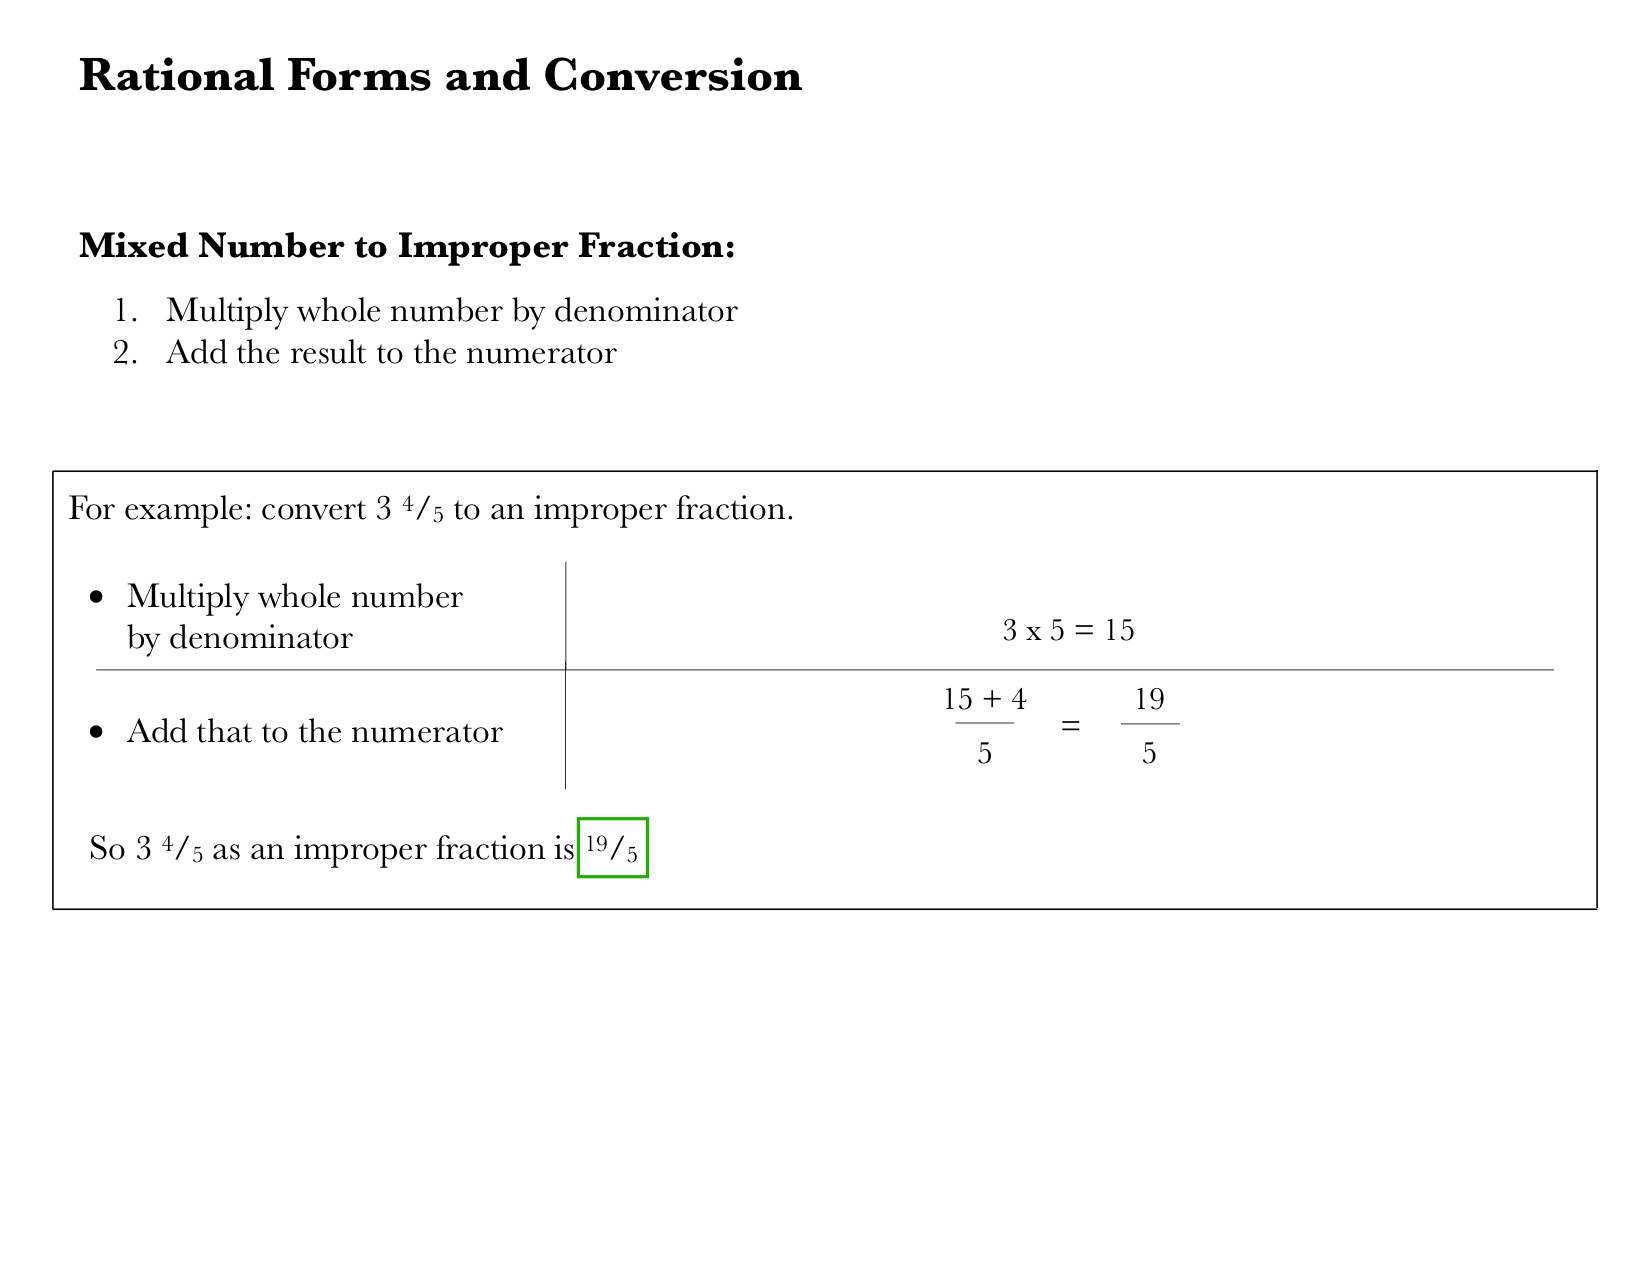 Rational Forms and Conversion
Mixed Number to Improper Fraction:
1. Multiply whole number by denominator
2. Add the result to the numerator
For example: convert 3 ⁴/₅ to an improper fraction.
• Multiply whole number
by denominator
3 x 5 = 15
• Add that to the numerator
15 + 4
5
=
19
5
So 3 ⁴/₅ as an improper fraction is ¹⁹/₅